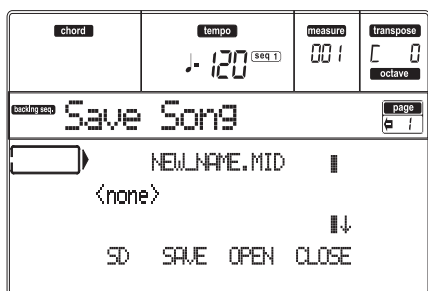 chord tempo measure transpose
♩= 120 seq 1 001 C 0
octave
backing seq. Save Song page
1
NEW_NAME.MID
<none>
SD SAVE OPEN CLOSE